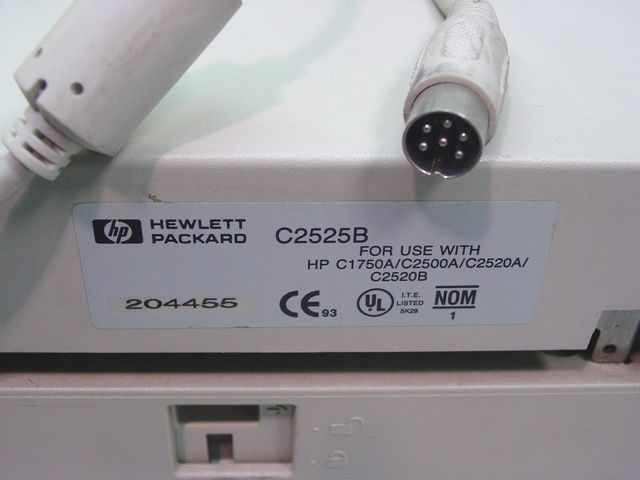 hp HEWLETT
PACKARD
C2525B
FOR USE WITH
HP C1750A/C2500A/C2520A/
C2520B
204455
CE 93
UL
I.T.E.
LISTED
5K28
NOM
1